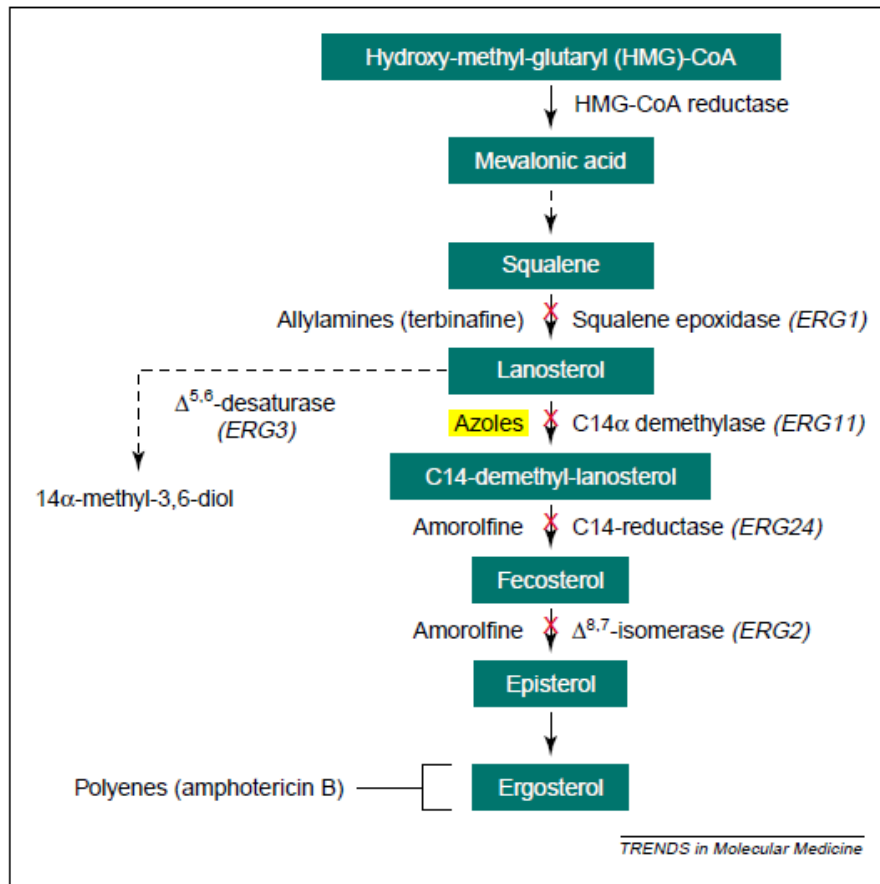 Hydroxy-methyl-glutaryl (HMG)-CoA
HMG-CoA reductase
Mevalonic acid
Squalene
Allylamines (terbinafine)
Squalene epoxidase (ERG1)
Lanosterol
Δ5,6-desaturase
(ERG3)
Azoles
C14α demethylase (ERG11)
14α-methyl-3,6-diol
C14-demethyl-lanosterol
Amorolfine
C14-reductase (ERG24)
Fecosterol
Amorolfine
Δ8,7-isomerase (ERG2)
Episterol
Polyenes (amphotericin B)
Ergosterol
TRENDS in Molecular Medicine